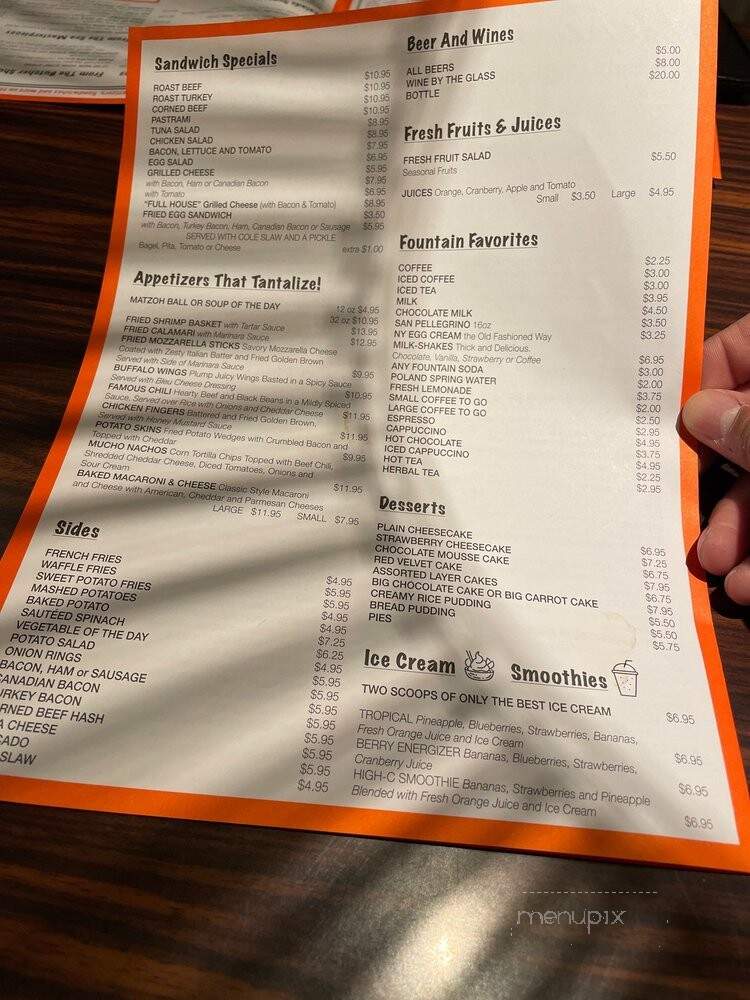 Sandwich Specials
ROAST BEEF $10.95
ROAST TURKEY $10.95
CORNED BEEF $10.95
PASTRAMI $10.95
TUNA SALAD $8.95
CHICKEN SALAD $8.95
BACON, LETTUCE AND TOMATO $7.95
EGG SALAD $6.95
GRILLED CHEESE $5.95
with Bacon, Ham or Canadian Bacon $7.95
with Tomato $6.95
"FULL HOUSE" Grilled Cheese (with Bacon & Tomato) $8.95
FRIED EGG SANDWICH $3.50
with Bacon, Turkey Bacon, Ham, Canadian Bacon or Sausage $5.95
SERVED WITH COLE SLAW AND A PICKLE
Bagel, Pita, Tomato or Cheese extra $1.00
Appetizers That Tantalize!
MATZOH BALL OR SOUP OF THE DAY 12 oz $4.95
32 oz $10.95
FRIED SHRIMP BASKET with Tartar Sauce $13.95
FRIED CALAMARI with Marinara Sauce $12.95
FRIED MOZZARELLA STICKS Savory Mozzarella Cheese
Coated with Zesty Italian Batter and Fried Golden Brown
Served with Side of Marinara Sauce $9.95
BUFFALO WINGS Plump Juicy Wings Basted in a Spicy Sauce
Served with Bleu Cheese Dressing $10.95
FAMOUS CHILI Hearty Beef and Black Beans in a Mildly Spiced
Sauce, Served over Rice with Onions and Cheddar Cheese $11.95
CHICKEN FINGERS Battered and Fried Golden Brown.
Served with Honey Mustard Sauce $11.95
POTATO SKINS Fried Potato Wedges with Crumbled Bacon and
Topped with Cheddar $9.95
MUCHO NACHOS Corn Tortilla Chips Topped with Beef Chili,
Shredded Cheddar Cheese, Diced Tomatoes, Onions and
Sour Cream $11.95
BAKED MACARONI & CHEESE Classic Style Macaroni
and Cheese with American, Cheddar and Parmesan Cheeses
LARGE $11.95 SMALL $7.95
Sides
FRENCH FRIES $4.95
WAFFLE FRIES $5.95
SWEET POTATO FRIES $5.95
MASHED POTATOES $4.95
BAKED POTATO $4.95
SAUTÉED SPINACH $7.25
VEGETABLE OF THE DAY $6.25
POTATO SALAD $4.95
ONION RINGS $5.95
BACON, HAM or SAUSAGE $5.95
CANADIAN BACON $5.95
URKEY BACON $5.95
RNED BEEF HASH $5.95
A CHEESE $5.95
CADO $5.95
SLAW $4.95
Beer And Wines
ALL BEERS $5.00
WINE BY THE GLASS $8.00
BOTTLE $20.00
Fresh Fruits & Juices
FRESH FRUIT SALAD $5.50
Seasonal Fruits
JUICES Orange, Cranberry, Apple and Tomato
Small $3.50 Large $4.95
Fountain Favorites
COFFEE $2.25
ICED COFFEE $3.00
ICED TEA $3.00
MILK $3.95
CHOCOLATE MILK $4.50
SAN PELLEGRINO 16oz $3.50
NY EGG CREAM the Old Fashioned Way $3.25
MILK-SHAKES Thick and Delicious.
Chocolate, Vanilla, Strawberry or Coffee $6.95
ANY FOUNTAIN SODA $3.00
POLAND SPRING WATER $2.00
FRESH LEMONADE $3.75
SMALL COFFEE TO GO $2.00
LARGE COFFEE TO GO $2.50
ESPRESSO $2.95
CAPPUCCINO $4.95
HOT CHOCOLATE $3.75
ICED CAPPUCCINO $4.95
HOT TEA $2.25
HERBAL TEA $2.95
Desserts
PLAIN CHEESECAKE $6.95
STRAWBERRY CHEESECAKE $7.25
CHOCOLATE MOUSSE CAKE $6.75
RED VELVET CAKE $7.95
ASSORTED LAYER CAKES $6.75
BIG CHOCOLATE CAKE OR BIG CARROT CAKE $7.95
CREAMY RICE PUDDING $5.50
BREAD PUDDING $5.50
PIES $5.75
Ice Cream Smoothies
TWO SCOOPS OF ONLY THE BEST ICE CREAM $6.95
TROPICAL Pineapple, Blueberries, Strawberries, Bananas,
Fresh Orange Juice and Ice Cream $6.95
BERRY ENERGIZER Bananas, Blueberries, Strawberries,
Cranberry Juice $6.95
HIGH-C SMOOTHIE Bananas, Strawberries and Pineapple
Blended with Fresh Orange Juice and Ice Cream $6.95
menupix